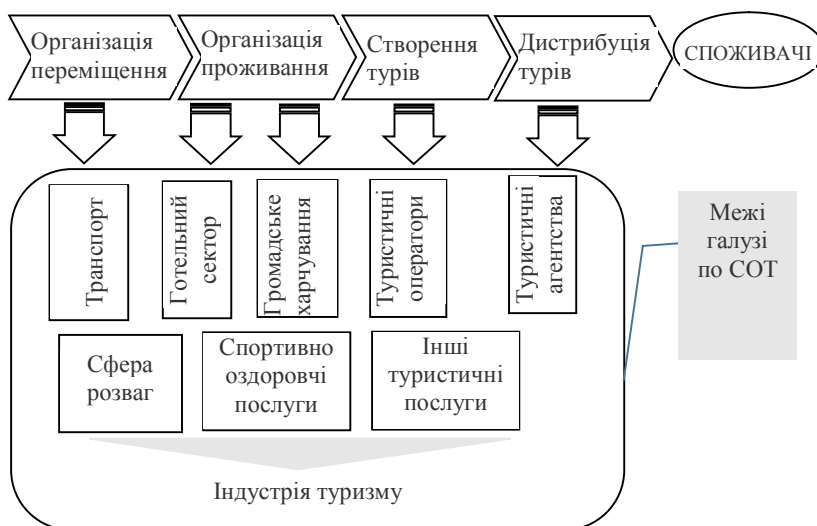 Організація
переміщення
Організація
проживання
Створення
турів
Дистрибуція
турів
СПОЖИВАЧІ
Транспорт
Готельний
сектор
Громадське
харчування
Туристичні
оператори
Туристичні
агентства
Межі
галузі
по СОТ
Сфера
розваг
Спортивно
оздоровчі
послуги
Інші
туристичні
послуги
Індустрія туризму